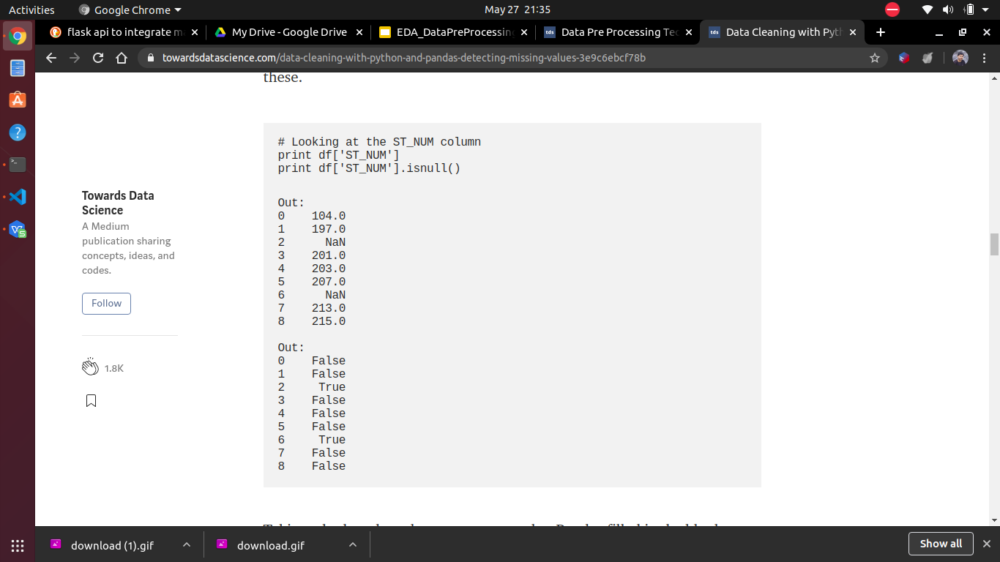 Activities
Google Chrome
May 27 21:35
flask api to integrate m
My Drive - Google Drive
EDA_DataPreProcessing
Data Pre Processing Tec
Data Cleaning with Pyth
towardsdatascience.com/data-cleaning-with-python-and-pandas-detecting-missing-values-3e9c6ebcf78b
these.
# Looking at the ST_NUM column
print df['ST_NUM']
print df['ST_NUM'].isnull()
Out:
0    104.0
1    197.0
2      NaN
3    201.0
4    203.0
5    207.0
6      NaN
7    213.0
8    215.0
Out:
0    False
1    False
2     True
3    False
4    False
5    False
6     True
7    False
8    False
Towards Data
Science
A Medium
publication sharing
concepts, ideas, and
codes.
Follow
1.8K
download (1).gif
download.gif
Show all